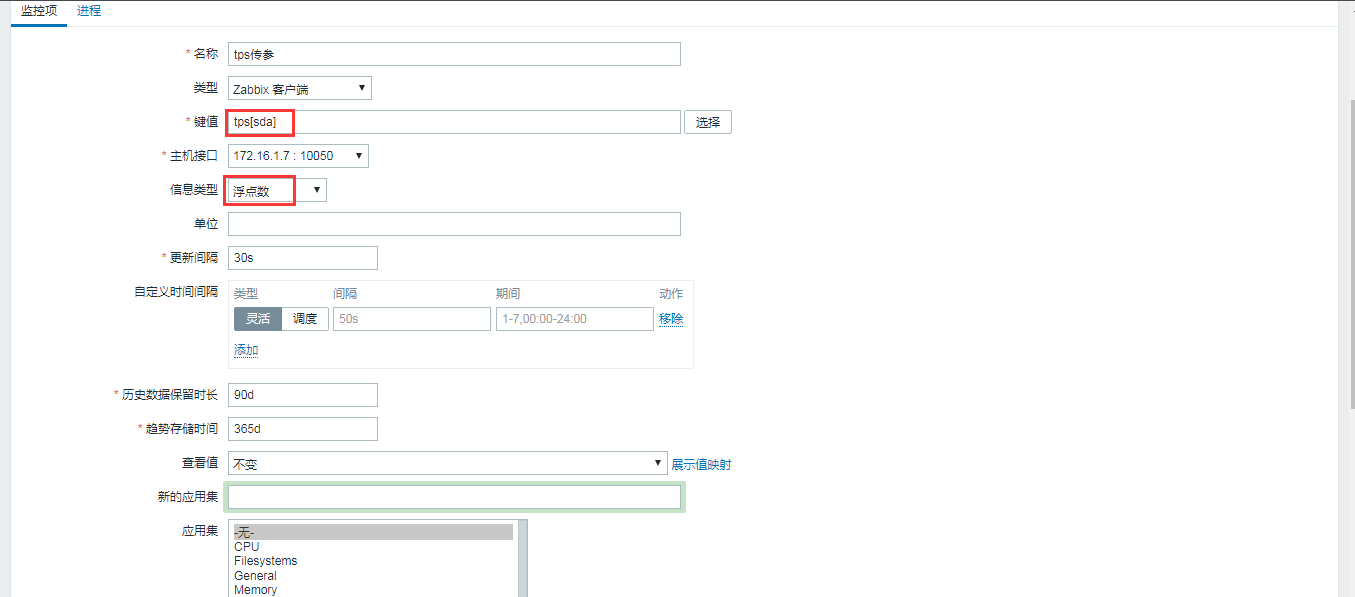 监控项 进程
* 名称 tps传参
类型 Zabbix 客户端
* 键值 tps[sda] 选择
* 主机接口 172.16.1.7 : 10050
信息类型 浮点数
单位
* 更新间隔 30s
自定义时间间隔 类型 间隔 期间 动作
灵活 调度 50s 1-7,00:00-24:00 移除
添加
* 历史数据保留时长 90d
* 趋势存储时间 365d
查看值 不变 展示值映射
新的应用集
应用集 -无-
CPU
Filesystems
General
Memory